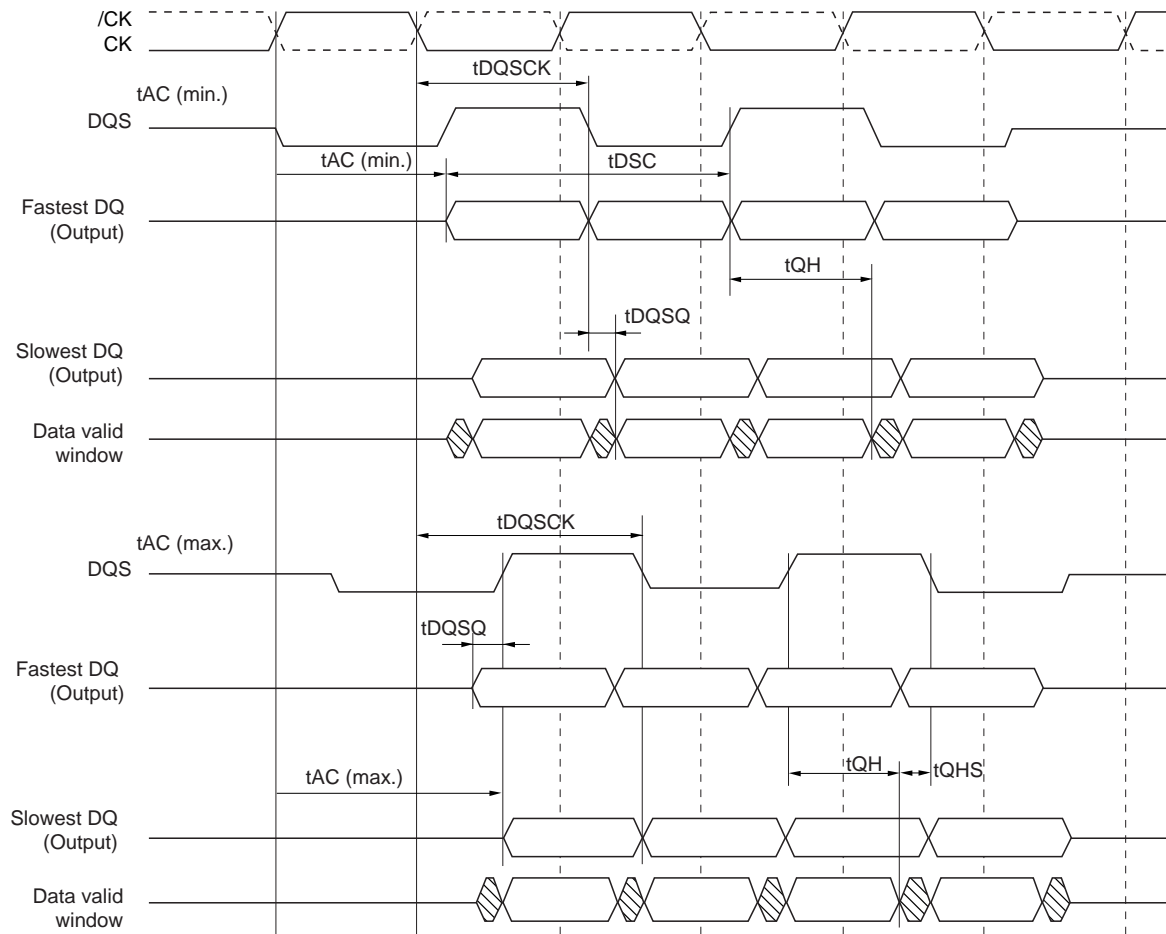 /CK
CK
tDQSCK
tAC (min.)
DQS
tAC (min.)
tDSC
Fastest DQ
(Output)
tQH
tDQSQ
Slowest DQ
(Output)
Data valid
window
tDQSCK
tAC (max.)
DQS
tDQSQ
Fastest DQ
(Output)
tAC (max.)
tQH
tQHS
Slowest DQ
(Output)
Data valid
window